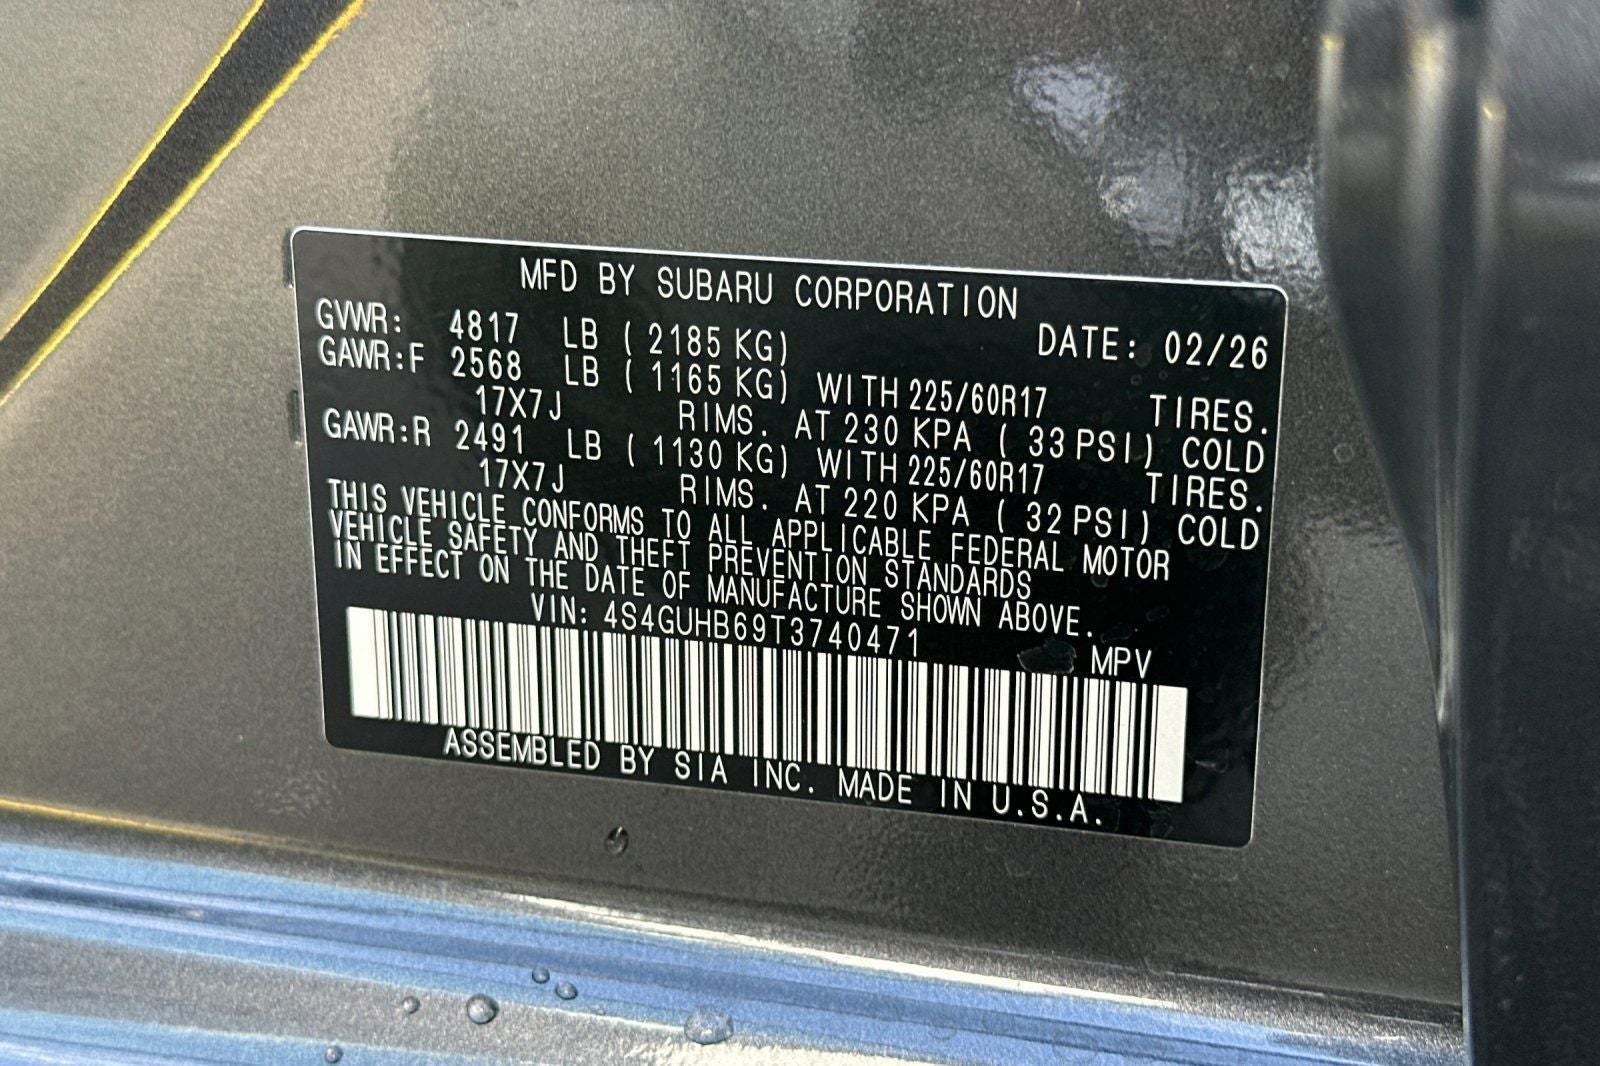 MFD BY SUBARU CORPORATION
GVWR: 4817 LB ( 2185 KG) DATE: 02/26
GAWR:F 2568 LB ( 1165 KG) WITH 225/60R17 TIRES.
17X7J RIMS. AT 230 KPA ( 33 PSI) COLD
GAWR:R 2491 LB ( 1130 KG) WITH 225/60R17 TIRES.
17X7J RIMS. AT 220 KPA ( 32 PSI) COLD
THIS VEHICLE CONFORMS TO ALL APPLICABLE FEDERAL MOTOR
VEHICLE SAFETY AND THEFT PREVENTION STANDARDS
IN EFFECT ON THE DATE OF MANUFACTURE SHOWN ABOVE.
VIN: 4S4GUHB69T3740471 MPV
ASSEMBLED BY SIA INC. MADE IN U.S.A.